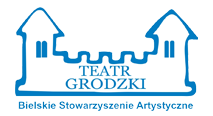 TEATR
GRODZKI
Bielskie Stowarzyszenie Artystyczne